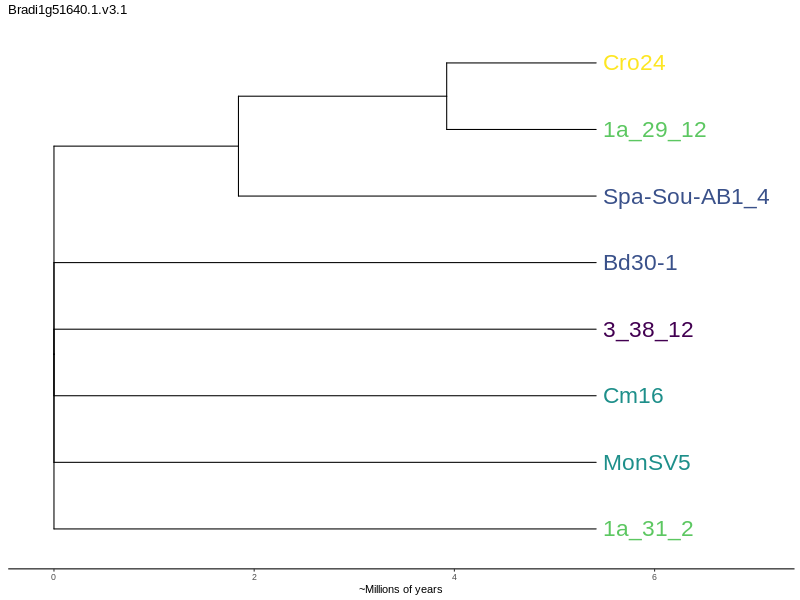 Bradi1g51640.1.v3.1
Cro24
1a_29_12
Spa-Sou-AB1_4
Bd30-1
3_38_12
Cm16
MonSV5
1a_31_2
0 2 4 6
~Millions of years